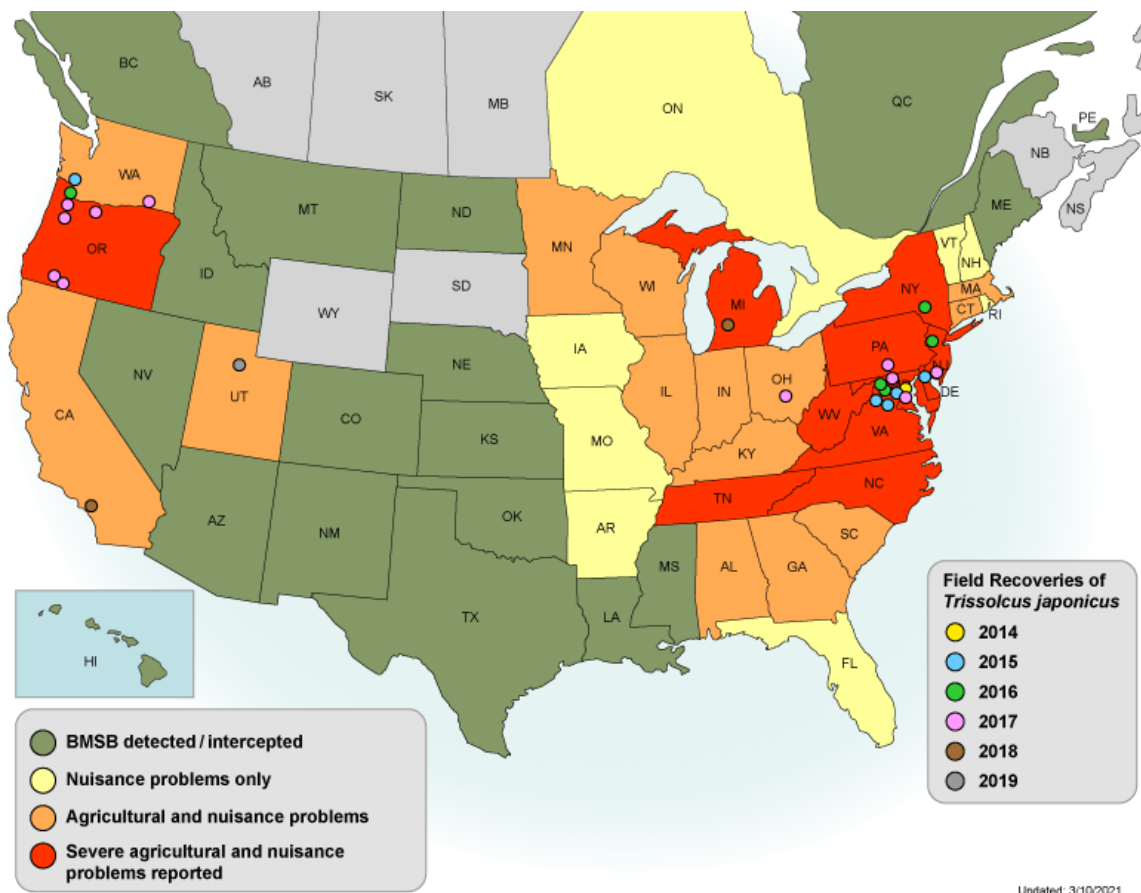 BC
AB
SK
MB
ON
QC
PE
NB
NS
ME
WA
MT
ND
MN
VT
NH
OR
ID
SD
WI
MI
NY
MA
CT
RI
WY
IA
PA
NJ
NE
NV
UT
IL
IN
OH
DE
CA
CO
KS
MO
WV
VA
KY
AZ
NM
OK
AR
TN
NC
SC
MS
AL
GA
TX
LA
FL
HI
Field Recoveries of
Trissolcus japonicus
2014
2015
2016
2017
2018
2019
BMSB detected / intercepted
Nuisance problems only
Agricultural and nuisance problems
Severe agricultural and nuisance
problems reported
Updated: 3/10/2021